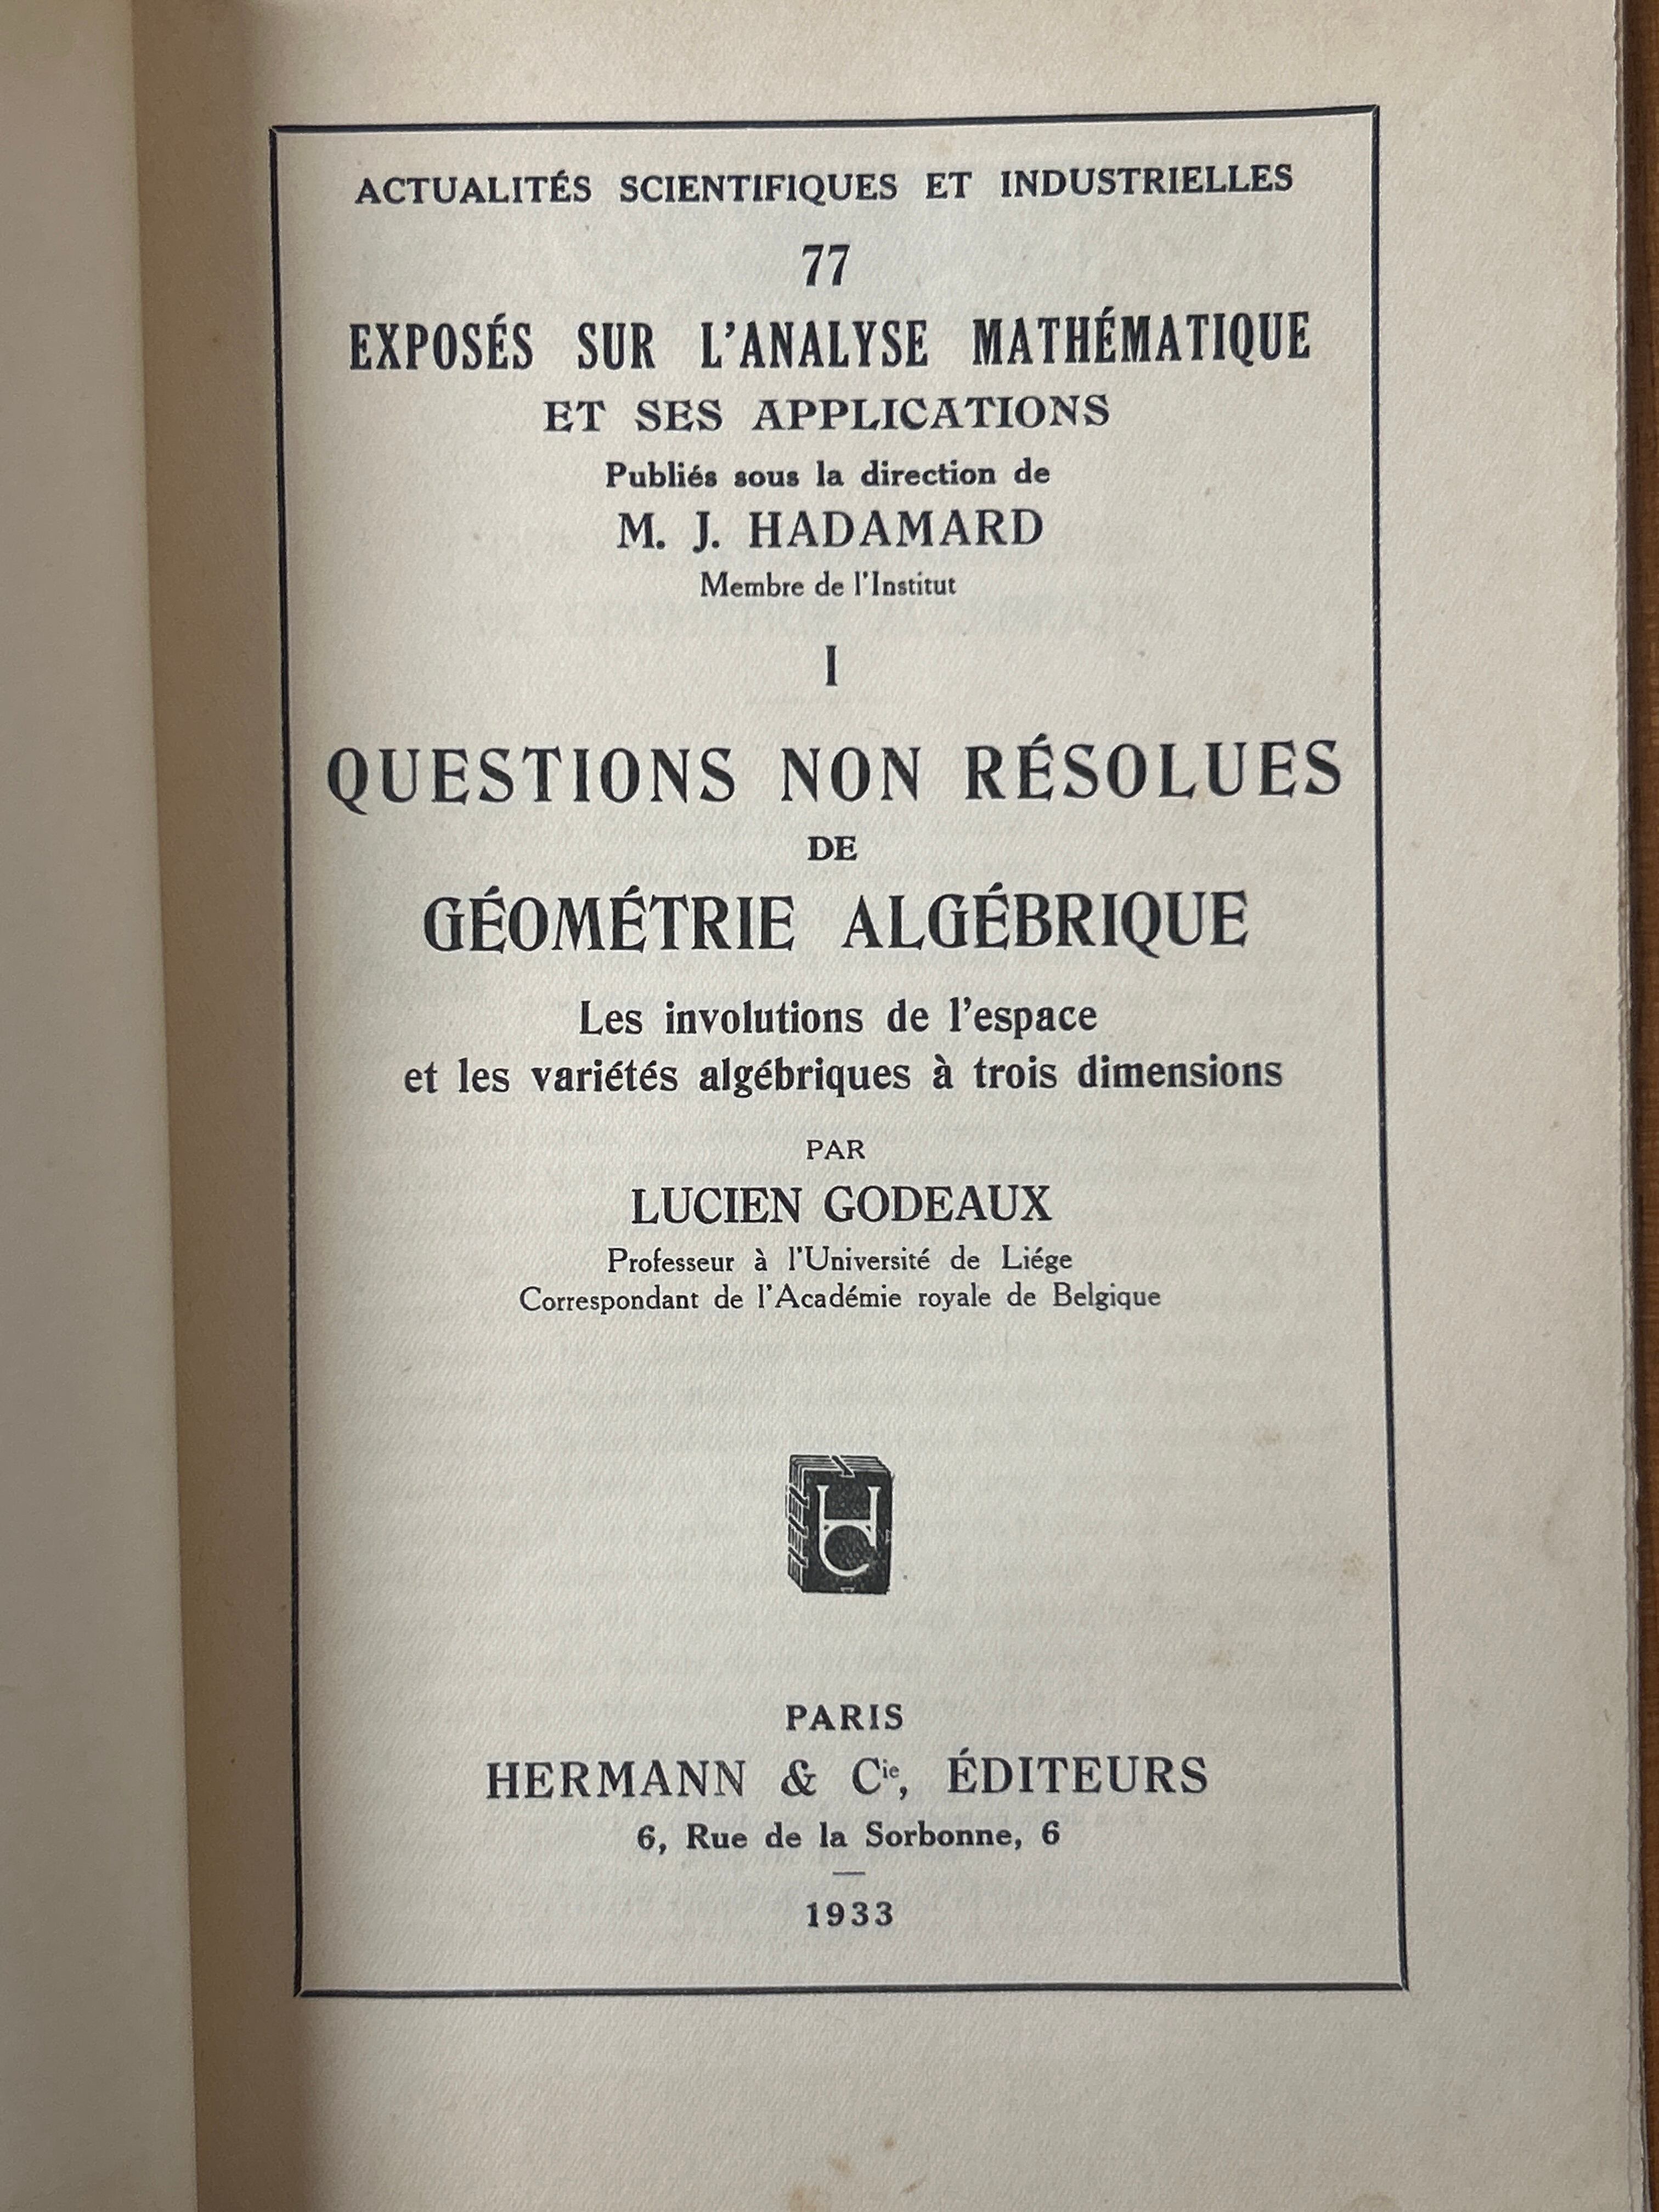 ACTUALITÉS SCIENTIFIQUES ET INDUSTRIELLES
77
EXPOSÉS SUR L'ANALYSE MATHÉMATIQUE
ET SES APPLICATIONS
Publiés sous la direction de
M. J. HADAMARD
Membre de l'Institut
I
QUESTIONS NON RÉSOLUES
DE
GÉOMÉTRIE ALGÉBRIQUE
Les involutions de l'espace
et les variétés algébriques à trois dimensions
PAR
LUCIEN GODEAUX
Professeur à l'Université de Liége
Correspondant de l'Académie royale de Belgique
HC
PARIS
HERMANN & Cie, ÉDITEURS
6, Rue de la Sorbonne, 6
1933